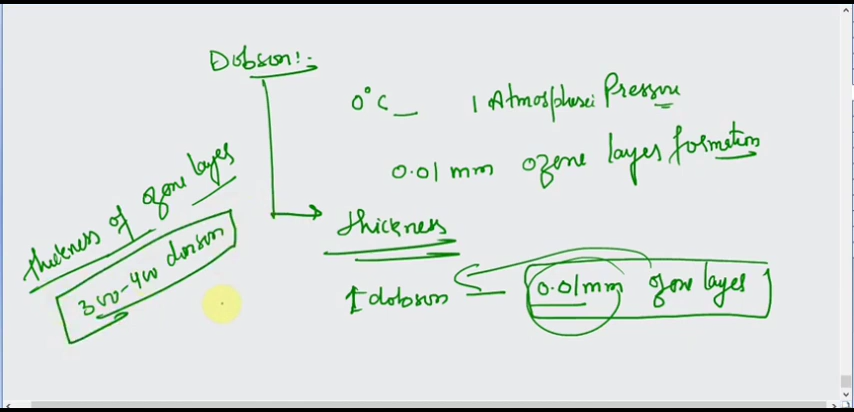 Dobson:-
0°C 1 Atmospheric Pressure
0.01 mm ozone layer formation
thickness
1 dobson — 0.01mm ozone layer
thickness of ozone layer
300-400 dobson